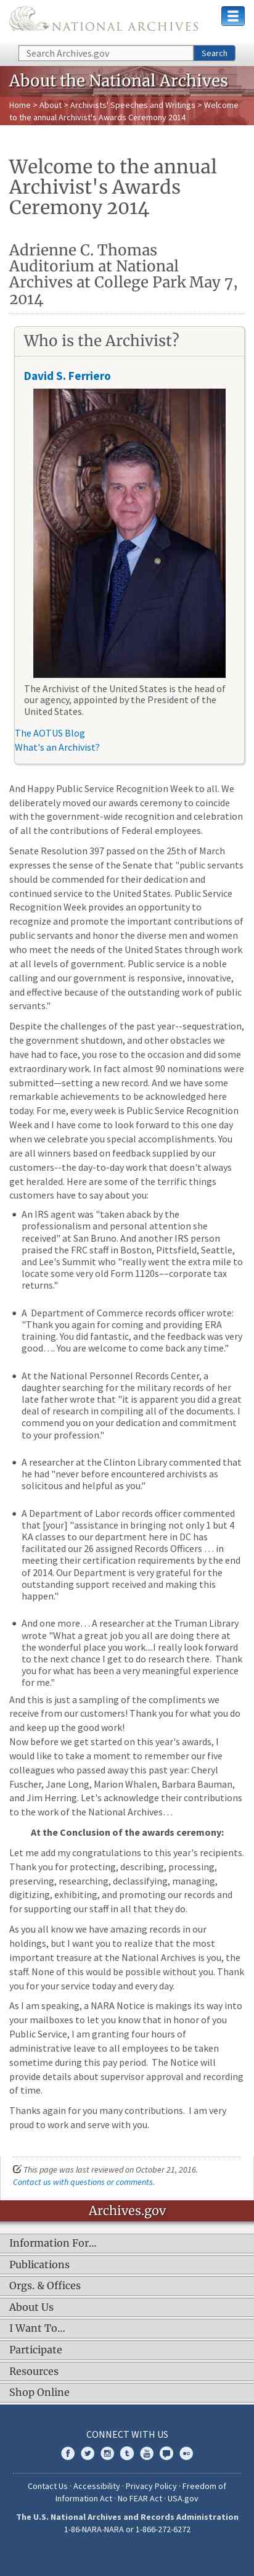 NATIONAL ARCHIVES
Search Archives.gov
Search
About the National Archives
Home > About > Archivists' Speeches and Writings > Welcome
to the annual Archivist's Awards Ceremony 2014
Welcome to the annual
Archivist's Awards
Ceremony 2014
Adrienne C. Thomas
Auditorium at National
Archives at College Park May 7,
2014
Who is the Archivist?
David S. Ferriero
The Archivist of the United States is the head of
our agency, appointed by the President of the
United States.
The AOTUS Blog
What's an Archivist?
And Happy Public Service Recognition Week to all. We
deliberately moved our awards ceremony to coincide
with the government-wide recognition and celebration
of all the contributions of Federal employees.
Senate Resolution 397 passed on the 25th of March
expresses the sense of the Senate that "public servants
should be commended for their dedication and
continued service to the United States. Public Service
Recognition Week provides an opportunity to
recognize and promote the important contributions of
public servants and honor the diverse men and women
who meet the needs of the United States through work
at all levels of government. Public service is a noble
calling and our government is responsive, innovative,
and effective because of the outstanding work of public
servants."
Despite the challenges of the past year--sequestration,
the government shutdown, and other obstacles we
have had to face, you rose to the occasion and did some
extraordinary work. In fact almost 90 nominations were
submitted—setting a new record. And we have some
remarkable achievements to be acknowledged here
today. For me, every week is Public Service Recognition
Week and I have come to look forward to this one day
when we celebrate you special accomplishments. You
are all winners based on feedback supplied by our
customers--the day-to-day work that doesn't always
get heralded. Here are some of the terrific things
customers have to say about you:
• An IRS agent was "taken aback by the
professionalism and personal attention she
received" at San Bruno. And another IRS person
praised the FRC staff in Boston, Pittsfield, Seattle,
and Lee's Summit who "really went the extra mile to
locate some very old Form 1120s—-corporate tax
returns."
• A Department of Commerce records officer wrote:
"Thank you again for coming and providing ERA
training. You did fantastic, and the feedback was very
good…. You are welcome to come back any time."
• At the National Personnel Records Center, a
daughter searching for the military records of her
late father wrote that "it is apparent you did a great
deal of research in compiling all of the documents. I
commend you on your dedication and commitment
to your profession."
• A researcher at the Clinton Library commented that
he had "never before encountered archivists as
solicitous and helpful as you."
• A Department of Labor records officer commented
that [your] "assistance in bringing not only 1 but 4
KA classes to our department here in DC has
facilitated our 26 assigned Records Officers . . . in
meeting their certification requirements by the end
of 2014. Our Department is very grateful for the
outstanding support received and making this
happen."
• And one more. . . A researcher at the Truman Library
wrote "What a great job you all are doing there at
the wonderful place you work....I really look forward
to the next chance I get to do research there. Thank
you for what has been a very meaningful experience
for me."
And this is just a sampling of the compliments we
receive from our customers! Thank you for what you do
and keep up the good work!
Now before we get started on this year's awards, I
would like to take a moment to remember our five
colleagues who passed away this past year: Cheryl
Fuscher, Jane Long, Marion Whalen, Barbara Bauman,
and Jim Herring. Let's acknowledge their contributions
to the work of the National Archives…
At the Conclusion of the awards ceremony:
Let me add my congratulations to this year's recipients.
Thank you for protecting, describing, processing,
preserving, researching, declassifying, managing,
digitizing, exhibiting, and promoting our records and
for supporting our staff in all that they do.
As you all know we have amazing records in our
holdings, but I want you to realize that the most
important treasure at the National Archives is you, the
staff. None of this would be possible without you. Thank
you for your service today and every day.
As I am speaking, a NARA Notice is makings its way into
your mailboxes to let you know that in honor of you
Public Service, I am granting four hours of
administrative leave to all employees to be taken
sometime during this pay period. The Notice will
provide details about supervisor approval and recording
of time.
Thanks again for you many contributions. I am very
proud to work and serve with you.
This page was last reviewed on October 21, 2016.
Contact us with questions or comments.
Archives.gov
Information For…
Publications
Orgs. & Offices
About Us
I Want To…
Participate
Resources
Shop Online
CONNECT WITH US
Contact Us · Accessibility · Privacy Policy · Freedom of
Information Act · No FEAR Act · USA.gov
The U.S. National Archives and Records Administration
1-86-NARA-NARA or 1-866-272-6272